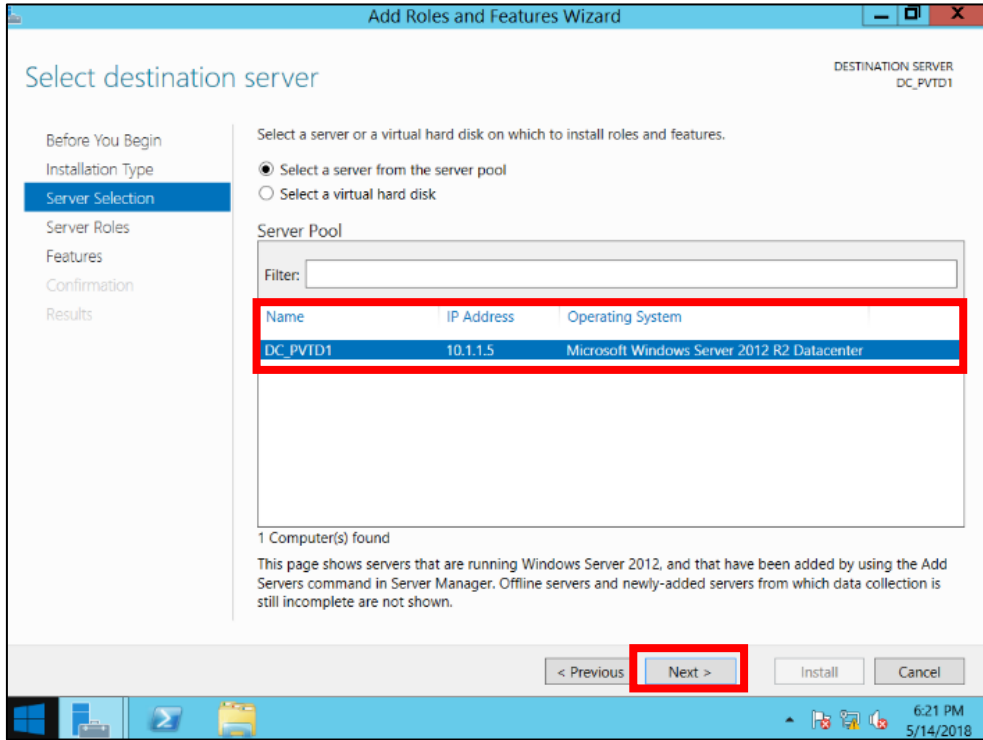 Add Roles and Features Wizard
Select destination server
DESTINATION SERVER
DC_PVTD1
Before You Begin
Installation Type
Server Selection
Server Roles
Features
Confirmation
Results
Select a server or a virtual hard disk on which to install roles and features.
Select a server from the server pool
Select a virtual hard disk
Server Pool
Filter:
Name IP Address Operating System
DC_PVTD1 10.1.1.5 Microsoft Windows Server 2012 R2 Datacenter
1 Computer(s) found
This page shows servers that are running Windows Server 2012, and that have been added by using the Add
Servers command in Server Manager. Offline servers and newly-added servers from which data collection is
still incomplete are not shown.
< Previous Next > Install Cancel
6:21 PM
5/14/2018